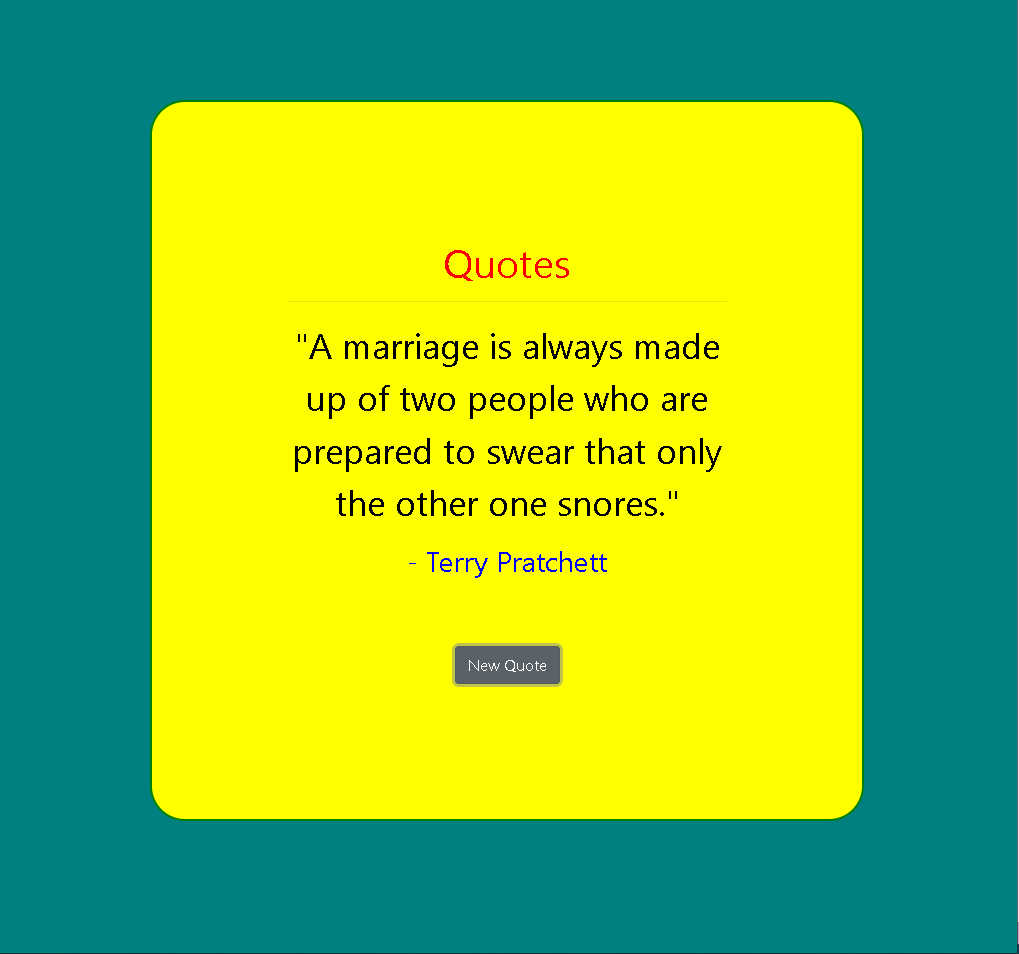 Quotes
"A marriage is always made
up of two people who are
prepared to swear that only
the other one snores."
- Terry Pratchett
New Quote